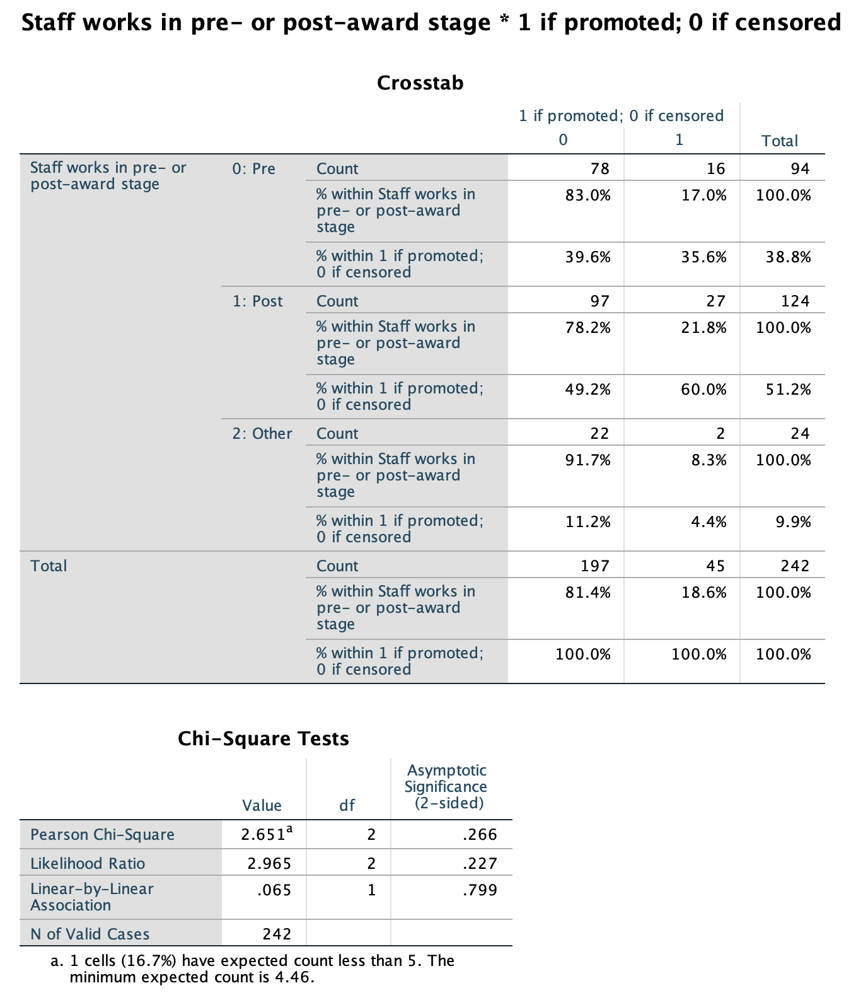 Staff works in pre- or post-award stage * 1 if promoted; 0 if censored
Crosstab
1 if promoted; 0 if censored
0 1 Total
Staff works in pre- or post-award stage 0: Pre Count 78 16 94
% within Staff works in pre- or post-award stage 83.0% 17.0% 100.0%
% within 1 if promoted; 0 if censored 39.6% 35.6% 38.8%
1: Post Count 97 27 124
% within Staff works in pre- or post-award stage 78.2% 21.8% 100.0%
% within 1 if promoted; 0 if censored 49.2% 60.0% 51.2%
2: Other Count 22 2 24
% within Staff works in pre- or post-award stage 91.7% 8.3% 100.0%
% within 1 if promoted; 0 if censored 11.2% 4.4% 9.9%
Total Count 197 45 242
% within Staff works in pre- or post-award stage 81.4% 18.6% 100.0%
% within 1 if promoted; 0 if censored 100.0% 100.0% 100.0%
Chi-Square Tests
Value df Asymptotic Significance (2-sided)
Pearson Chi-Square 2.651a 2 .266
Likelihood Ratio 2.965 2 .227
Linear-by-Linear Association .065 1 .799
N of Valid Cases 242
a. 1 cells (16.7%) have expected count less than 5. The
minimum expected count is 4.46.